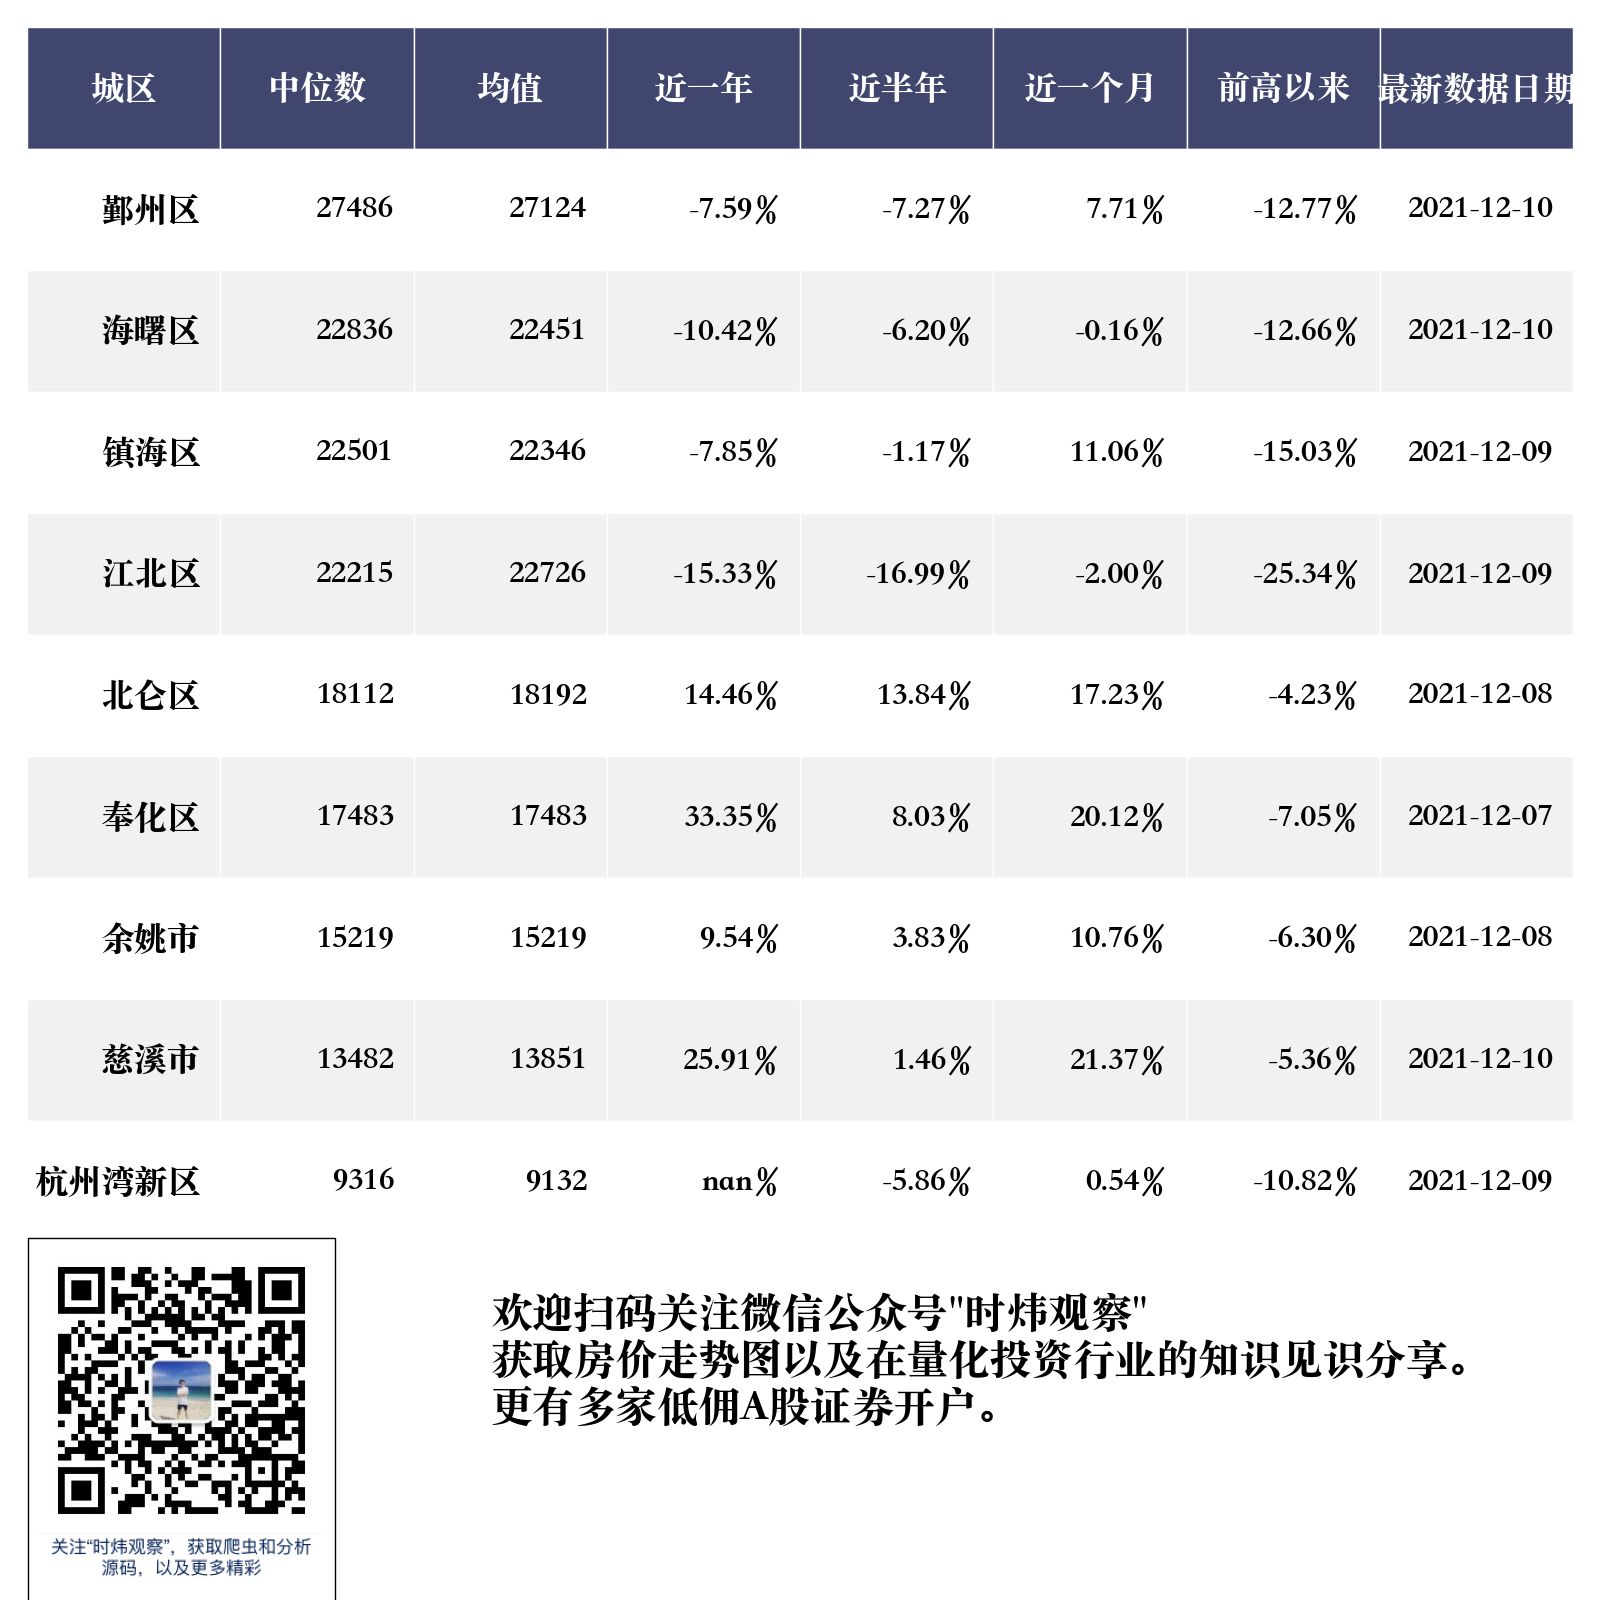 城区 中位数 均值 近一年 近半年 近一个月 前高以来 最新数据日期
鄞州区 27486 27124 -7.59% -7.27% 7.71% -12.77% 2021-12-10
海曙区 22836 22451 -10.42% -6.20% -0.16% -12.66% 2021-12-10
镇海区 22501 22346 -7.85% -1.17% 11.06% -15.03% 2021-12-09
江北区 22215 22726 -15.33% -16.99% -2.00% -25.34% 2021-12-09
北仑区 18112 18192 14.46% 13.84% 17.23% -4.23% 2021-12-08
奉化区 17483 17483 33.35% 8.03% 20.12% -7.05% 2021-12-07
余姚市 15219 15219 9.54% 3.83% 10.76% -6.30% 2021-12-08
慈溪市 13482 13851 25.91% 1.46% 21.37% -5.36% 2021-12-10
杭州湾新区 9316 9132 nan% -5.86% 0.54% -10.82% 2021-12-09
欢迎扫码关注微信公众号"时炜观察"
获取房价走势图以及在量化投资行业的知识见识分享。
更有多家低佣A股证券开户。
关注“时炜观察”，获取爬虫和分析
源码，以及更多精彩